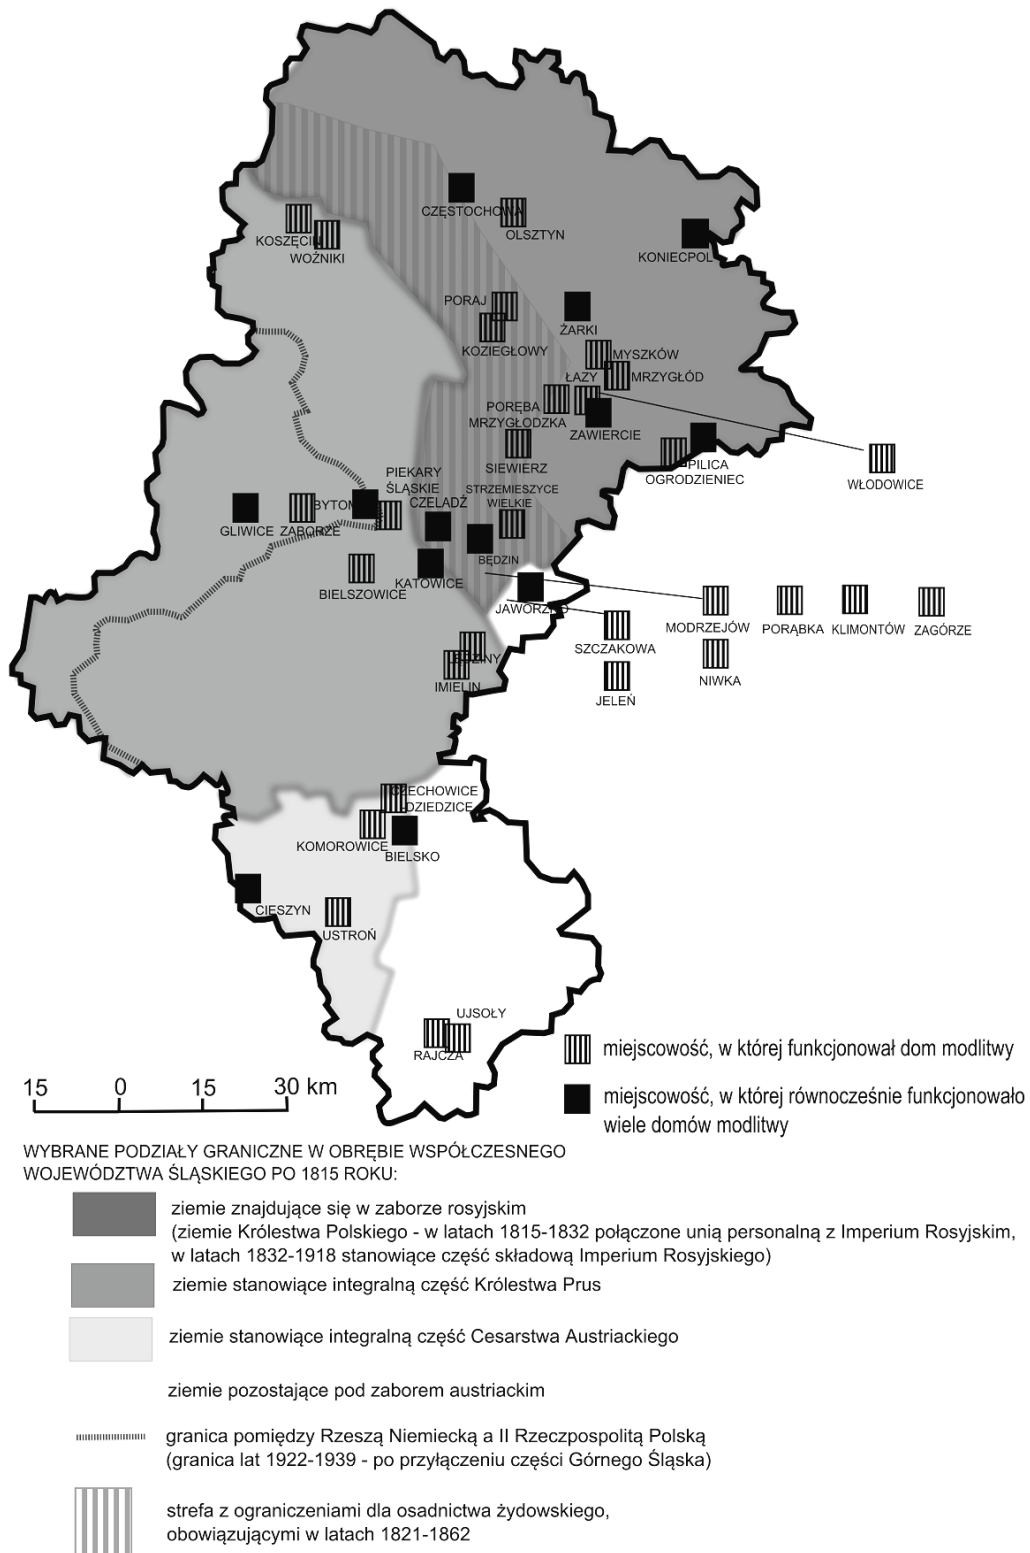 CZĘSTOCHOWA
OLSZTYN
KOSZĘCIN
WOŹNIKI
KONIECPOL
PORAJ
ŻARKI
KOZIEGŁOWY
MYSZKÓW
ŁAZY
MRZYGŁÓD
PORĘBA
MRZYGŁODZKA
ZAWIERCIE
SIEWIERZ
PILICA
OGRODZIENIEC
WŁODOWICE
PIEKARY
ŚLĄSKIE
STRZEMIESZYCE
WIELKIE
BYTOM
CZELADŹ
GLIWICE
ZABORZE
BĘDZIN
BIELSZOWICE
KATOWICE
JAWORZNO
MODRZEJÓW
PORĄBKA
KLIMONTÓW
ZAGÓRZE
SZCZAKOWA
NIWKA
LĘDZINY
IMIELIN
JELEŃ
CZECHOWICE
DZIEDZICE
KOMOROWICE
BIELSKO
CIESZYN
USTROŃ
UJSOŁY
RAJCZA
miejscowość, w której funkcjonował dom modlitwy
miejscowość, w której równocześnie funkcjonowało
wiele domów modlitwy
15 0 15 30 km
WYBRANE PODZIAŁY GRANICZNE W OBRĘBIE WSPÓŁCZESNEGO
WOJEWÓDZTWA ŚLĄSKIEGO PO 1815 ROKU:
ziemie znajdujące się w zaborze rosyjskim
(ziemie Królestwa Polskiego - w latach 1815-1832 połączone unią personalną z Imperium Rosyjskim,
w latach 1832-1918 stanowiące część składową Imperium Rosyjskiego)
ziemie stanowiące integralną część Królestwa Prus
ziemie stanowiące integralną część Cesarstwa Austriackiego
ziemie pozostające pod zaborem austriackim
granica pomiędzy Rzeszą Niemiecką a II Rzeczpospolitą Polską
(granica lat 1922-1939 - po przyłączeniu części Górnego Śląska)
strefa z ograniczeniami dla osadnictwa żydowskiego,
obowiązującymi w latach 1821-1862